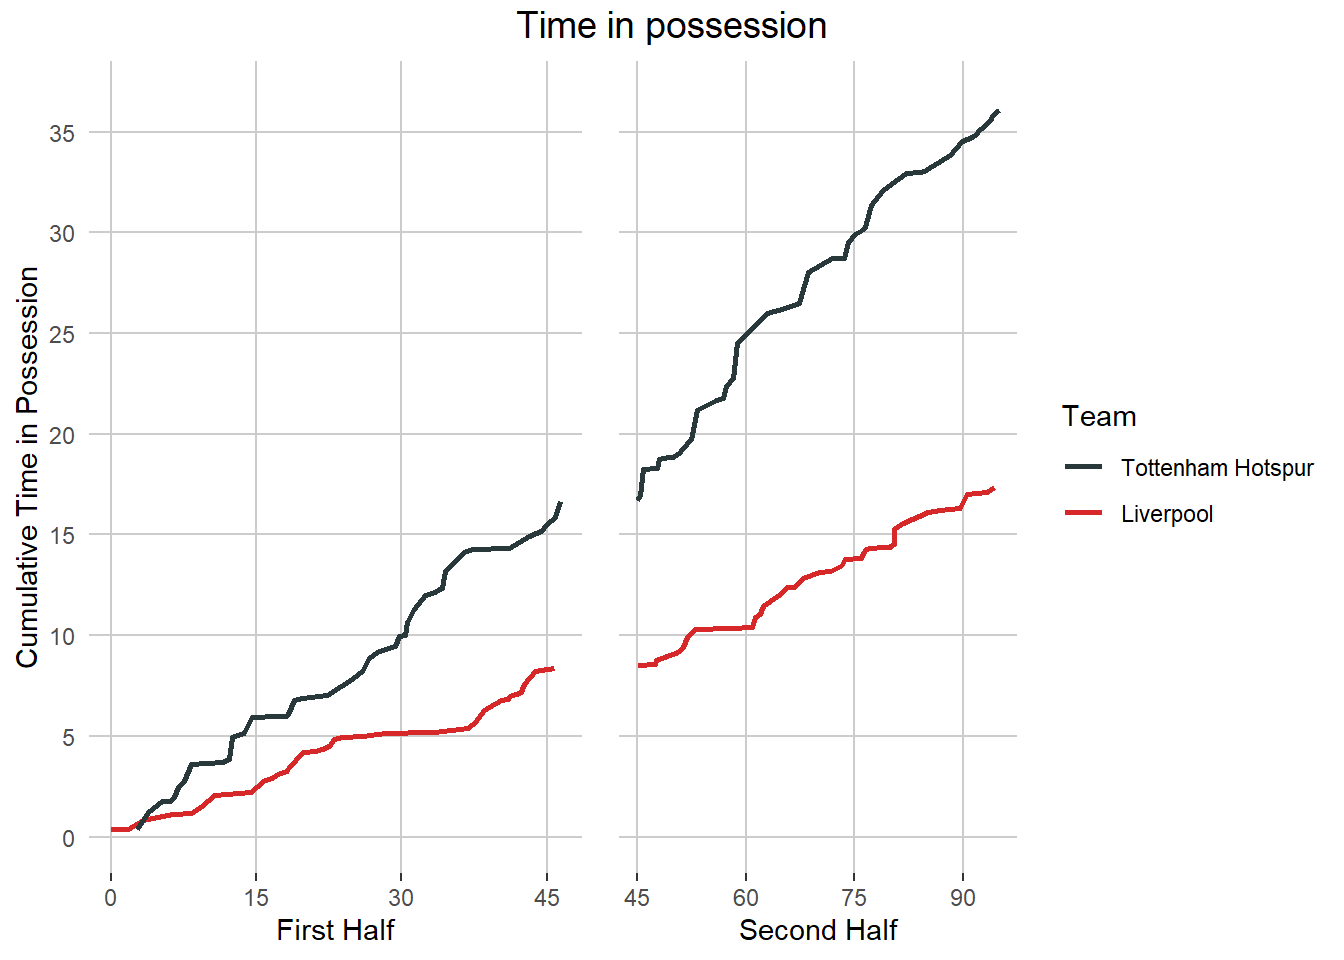 Time in possession
Cumulative Time in Possession
35
30
25
20
15
10
5
0
0 15 30 45
45 60 75 90
First Half
Second Half
Team
Tottenham Hotspur
Liverpool